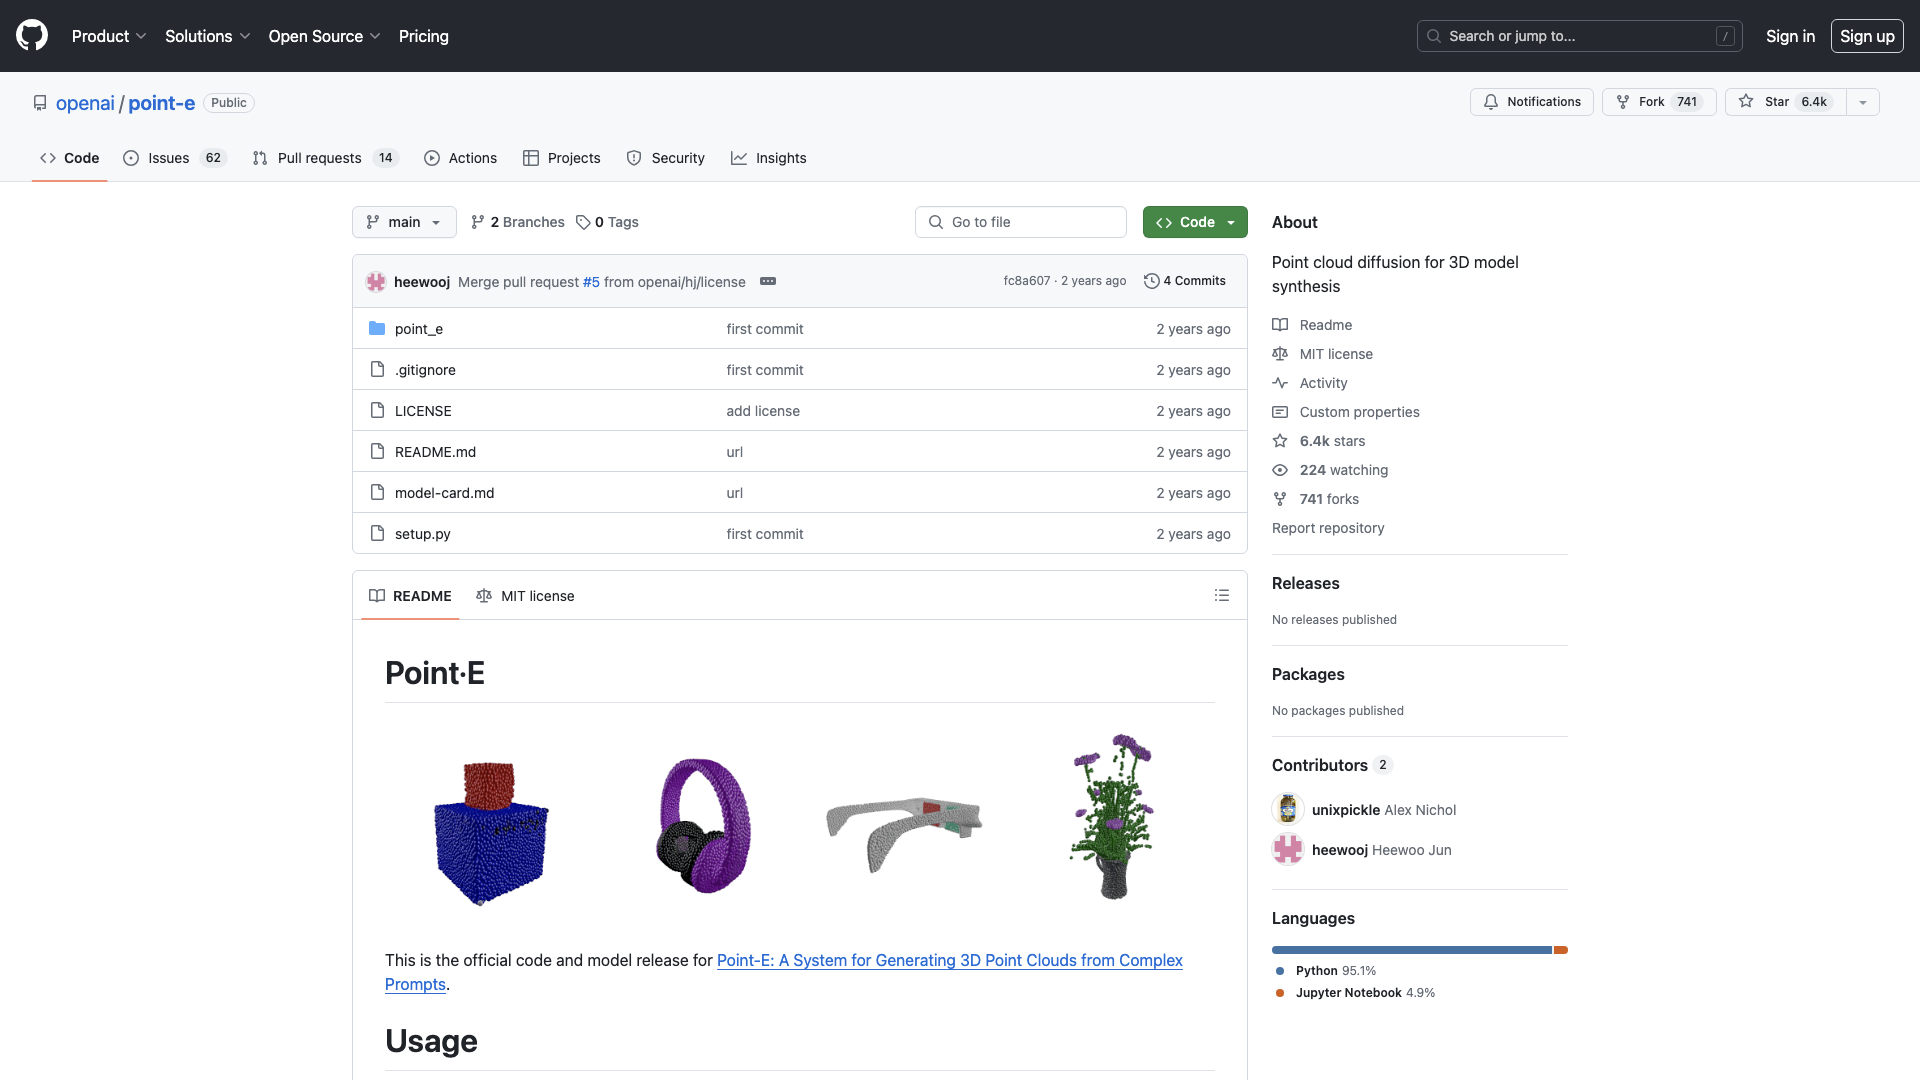 Product Solutions Open Source Pricing Search or jump to... / Sign in Sign up
openai / point-e Public Notifications Fork 741 Star 6.4k
Code Issues 62 Pull requests 14 Actions Projects Security Insights
main 2 Branches 0 Tags Go to file Code
heewooj Merge pull request #5 from openai/hj/license fc8a607 · 2 years ago 4 Commits
point_e first commit 2 years ago
.gitignore first commit 2 years ago
LICENSE add license 2 years ago
README.md url 2 years ago
model-card.md url 2 years ago
setup.py first commit 2 years ago
README MIT license
Point·E
This is the official code and model release for Point-E: A System for Generating 3D Point Clouds from Complex
Prompts.
Usage
About
Point cloud diffusion for 3D model
synthesis
Readme
MIT license
Activity
Custom properties
6.4k stars
224 watching
741 forks
Report repository
Releases
No releases published
Packages
No packages published
Contributors 2
unixpickle Alex Nichol
heewooj Heewoo Jun
Languages
Python 95.1%
Jupyter Notebook 4.9%